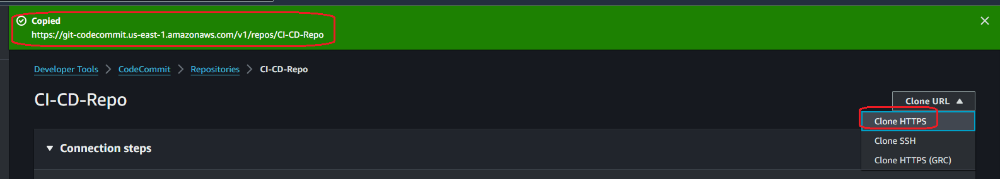 Copied
https://git-codecommit.us-east-1.amazonaws.com/v1/repos/CI-CD-Repo
Developer Tools > CodeCommit > Repositories > CI-CD-Repo
CI-CD-Repo
Clone URL
Clone HTTPS
Clone SSH
Clone HTTPS (GRC)
Connection steps